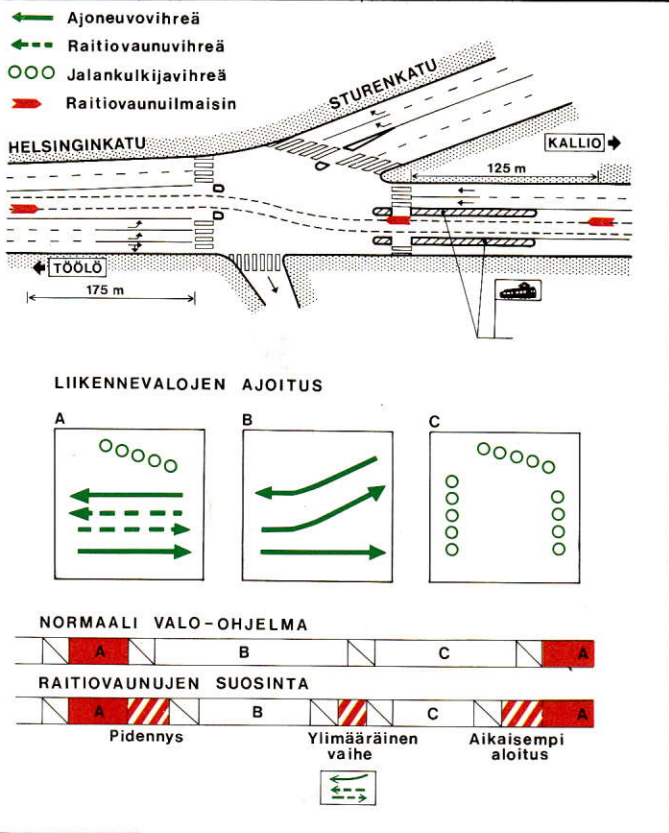 Ajoneuvovihreä
Raitiovaunuvihreä
Jalankulkijavihreä
Raitiovaunuilmaisin
STURENKATU
HELSINGINKATU
KALLIO
125 m
TÖÖLÖ
175 m
LIIKENNEVALOJEN AJOITUS
A B C
NORMAALI VALO-OHJELMA
A B C A
RAITIOVAUNUJEN SUOSINTA
A B C A
Pidennys Ylimääräinen Aikaisempi
vaihe aloitus